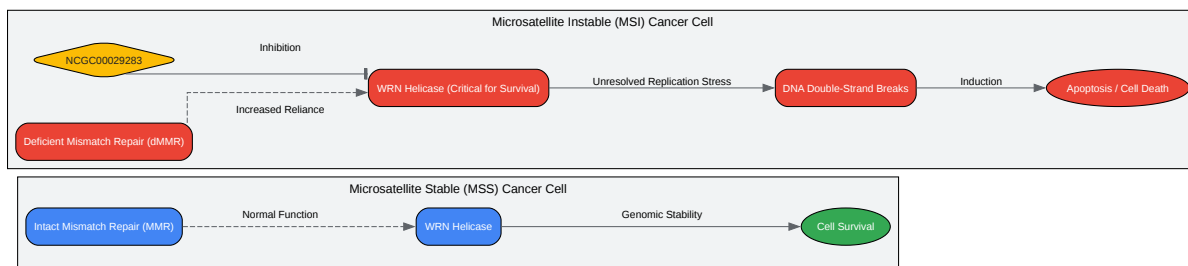 Microsatellite Instable (MSI) Cancer Cell
NCGC00029283
Inhibition
WRN Helicase (Critical for Survival)
Unresolved Replication Stress
DNA Double-Strand Breaks
Induction
Apoptosis / Cell Death
Increased Reliance
Deficient Mismatch Repair (dMMR)
Microsatellite Stable (MSS) Cancer Cell
Intact Mismatch Repair (MMR)
Normal Function
WRN Helicase
Genomic Stability
Cell Survival